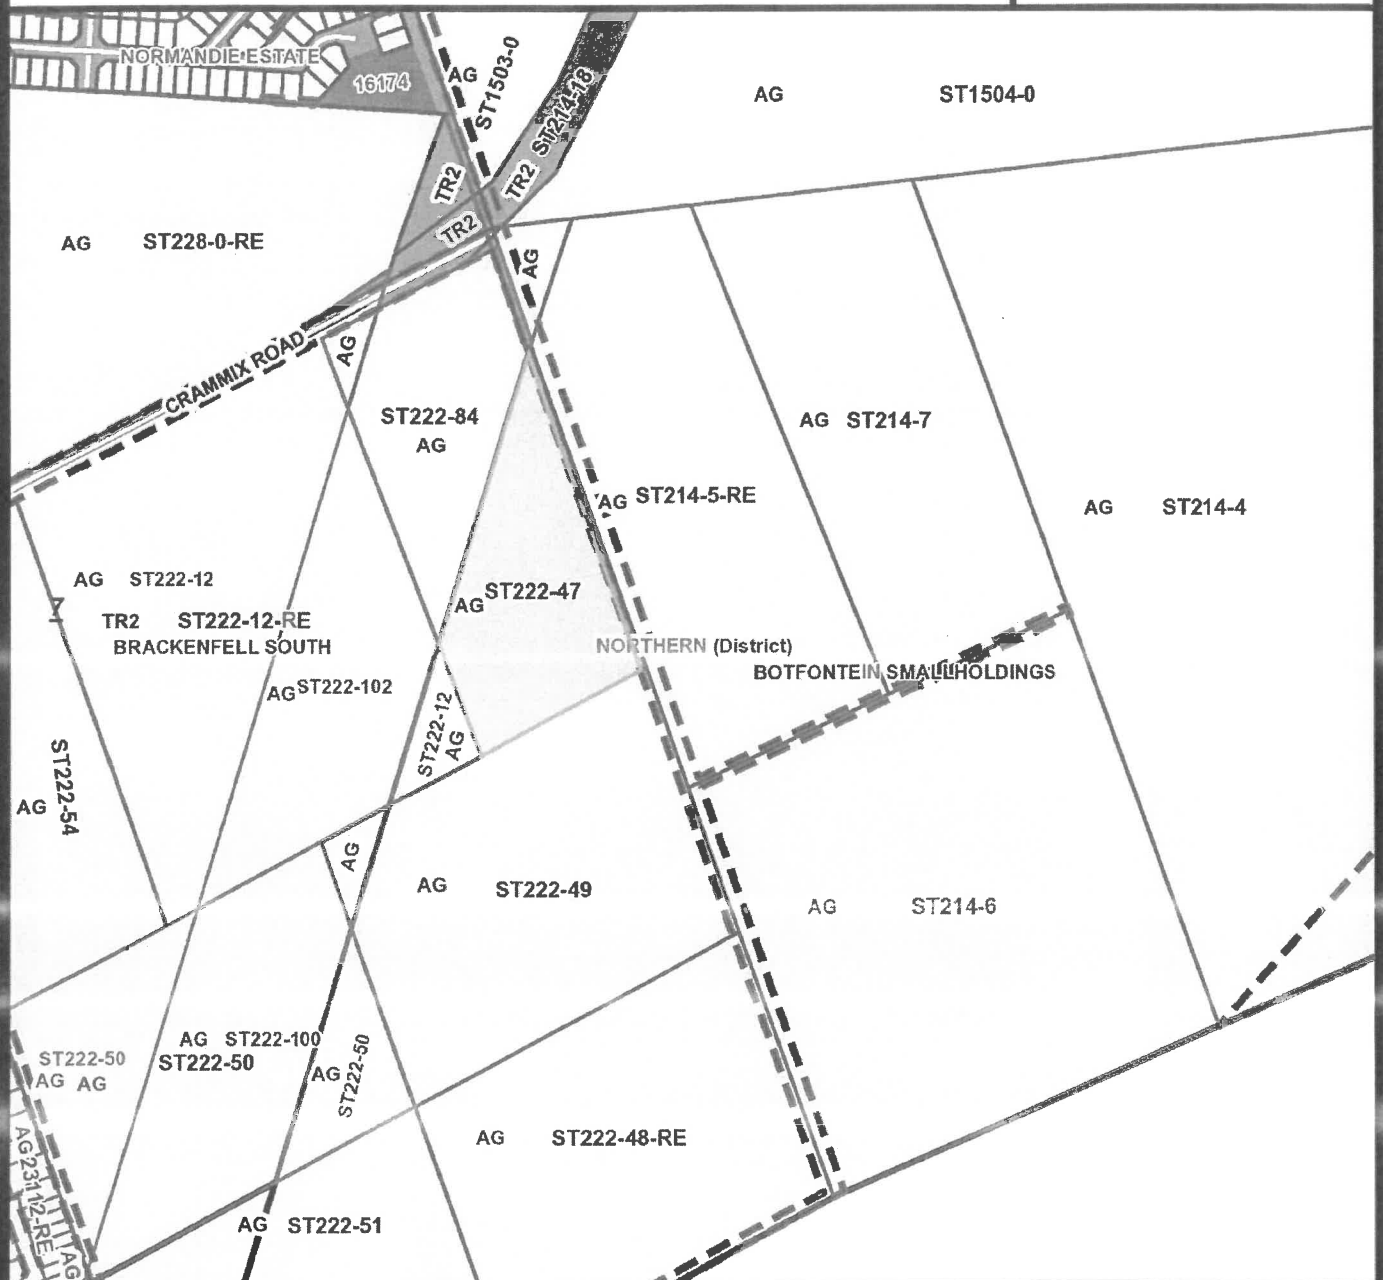 NORMANDIE ESTATE
16174
AG
ST1503-0
ST214-18
TR2
AG ST1504-0
TR2
TR2
AG ST228-0-RE
AG
CRAMMIX ROAD
AG
ST222-84
AG
AG ST214-7
AG ST214-5-RE
AG ST214-4
AG ST222-12
AG ST222-47
TR2 ST222-12-RE
BRACKENFELL SOUTH
NORTHERN (District)
BOTFONTEIN SMALLHOLDINGS
AG ST222-102
ST222-12
AG
ST222-54
AG
AG
AG ST222-49
AG ST214-6
AG ST222-100
ST222-50
ST222-50
AG AG
AG
ST222-50
AG ST222-48-RE
AG 23112-RE
AG
AG ST222-51